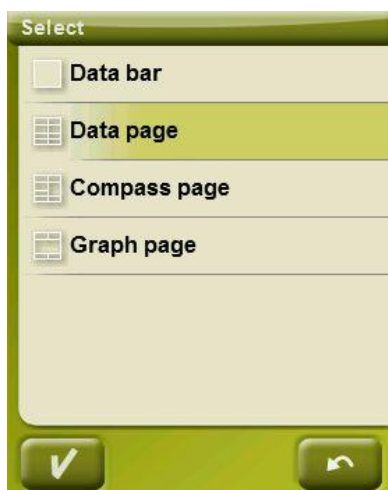 Select
Data bar
Data page
Compass page
Graph page